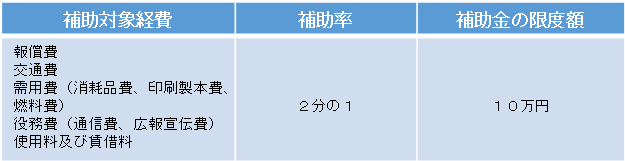 補助対象経費 補助率 補助金の限度額
報償費
交通費
需用費（消耗品費、印刷製本費、
燃料費）
役務費（通信費、広報宣伝費）
使用料及び賃借料
２分の１
１０万円